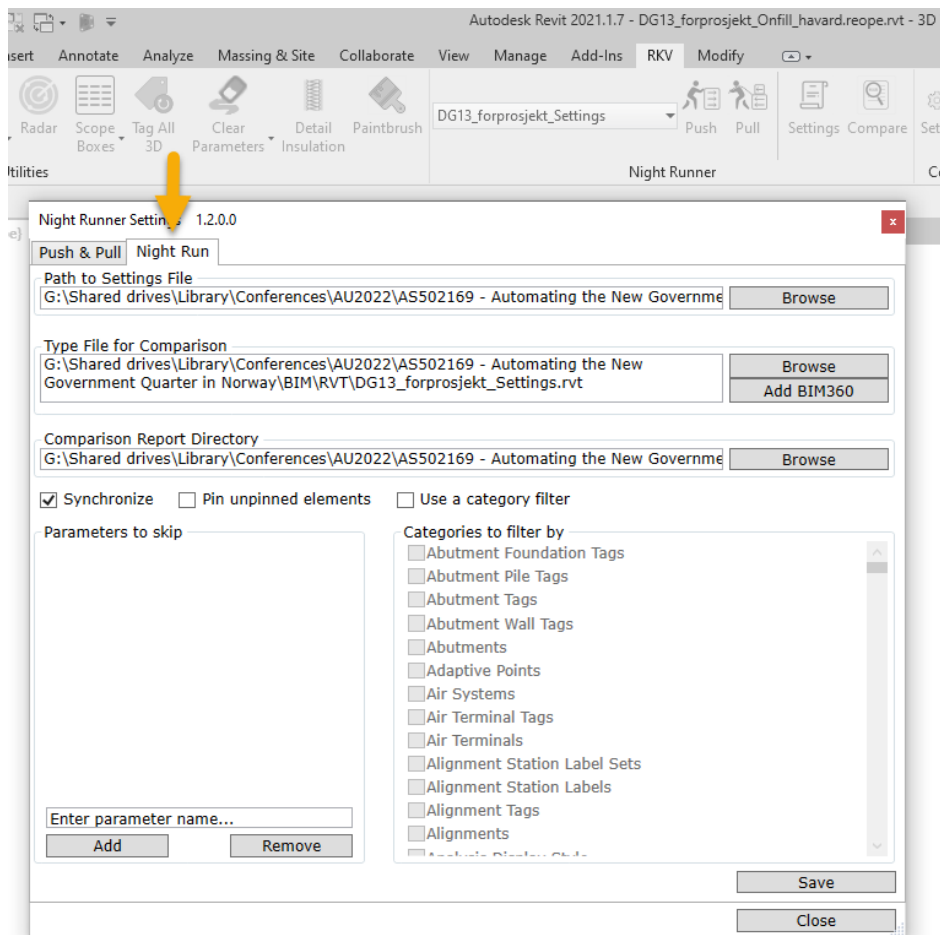 Autodesk Revit 2021.1.7 - DG13_forprosjekt_Onfill_havard.reope.rvt - 3D
Annotate Analyze Massing & Site Collaborate View Manage Add-Ins RKV Modify
Radar Scope Boxes Tag All 3D Clear Parameters Detail Insulation Paintbrush
DG13_forprosjekt_Settings
Push Pull Settings Compare
Night Runner
Night Runner Settings 1.2.0.0
x
Push & Pull Night Run
Path to Settings File
G:\Shared drives\Library\Conferences\AU2022\AS502169 - Automating the New Governme
Browse
Type File for Comparison
G:\Shared drives\Library\Conferences\AU2022\AS502169 - Automating the New
Government Quarter in Norway\BIM\RVT\DG13_forprosjekt_Settings.rvt
Browse
Add BIM360
Comparison Report Directory
G:\Shared drives\Library\Conferences\AU2022\AS502169 - Automating the New Governme
Browse
Synchronize Pin unpinned elements Use a category filter
Parameters to skip
Enter parameter name...
Add Remove
Categories to filter by
Abutment Foundation Tags
Abutment Pile Tags
Abutment Tags
Abutment Wall Tags
Abutments
Adaptive Points
Air Systems
Air Terminal Tags
Air Terminals
Alignment Station Label Sets
Alignment Station Labels
Alignment Tags
Alignments
Save
Close